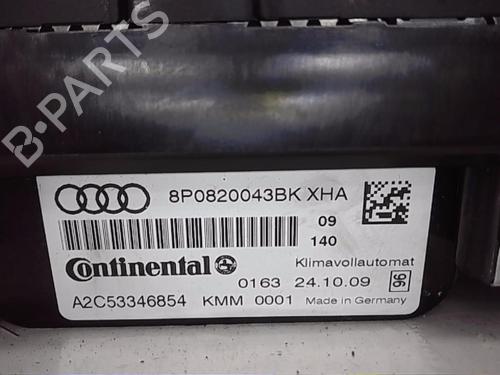 B-PARTS
8P0820043BK XHA
09
140
Continental
Klimavollautomat
0163 24.10.09
96
A2C53346854 KMM 0001 Made in Germany